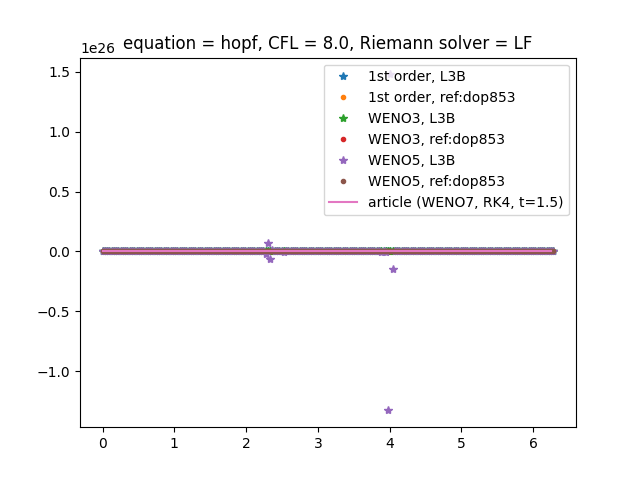 equation = hopf, CFL = 8.0, Riemann solver = LF
1e26
1st order, L3B
1st order, ref:dop853
WENO3, L3B
WENO3, ref:dop853
WENO5, L3B
WENO5, ref:dop853
article (WENO7, RK4, t=1.5)
1.5
1.0
0.5
0.0
−0.5
−1.0
0 1 2 3 4 5 6